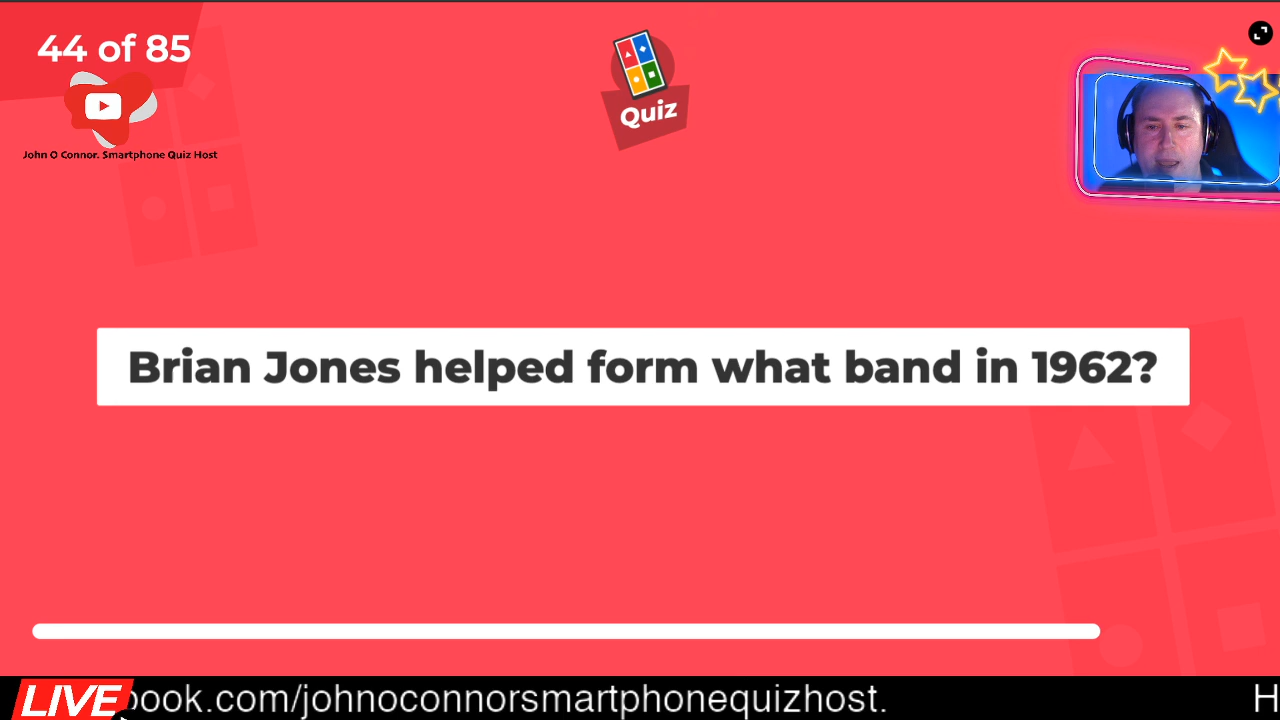 44 of 85
John O Connor. Smartphone Quiz Host
Quiz
Brian Jones helped form what band in 1962?
LIVE
ook.com/johnoconnorsmartphonequizhost.
H